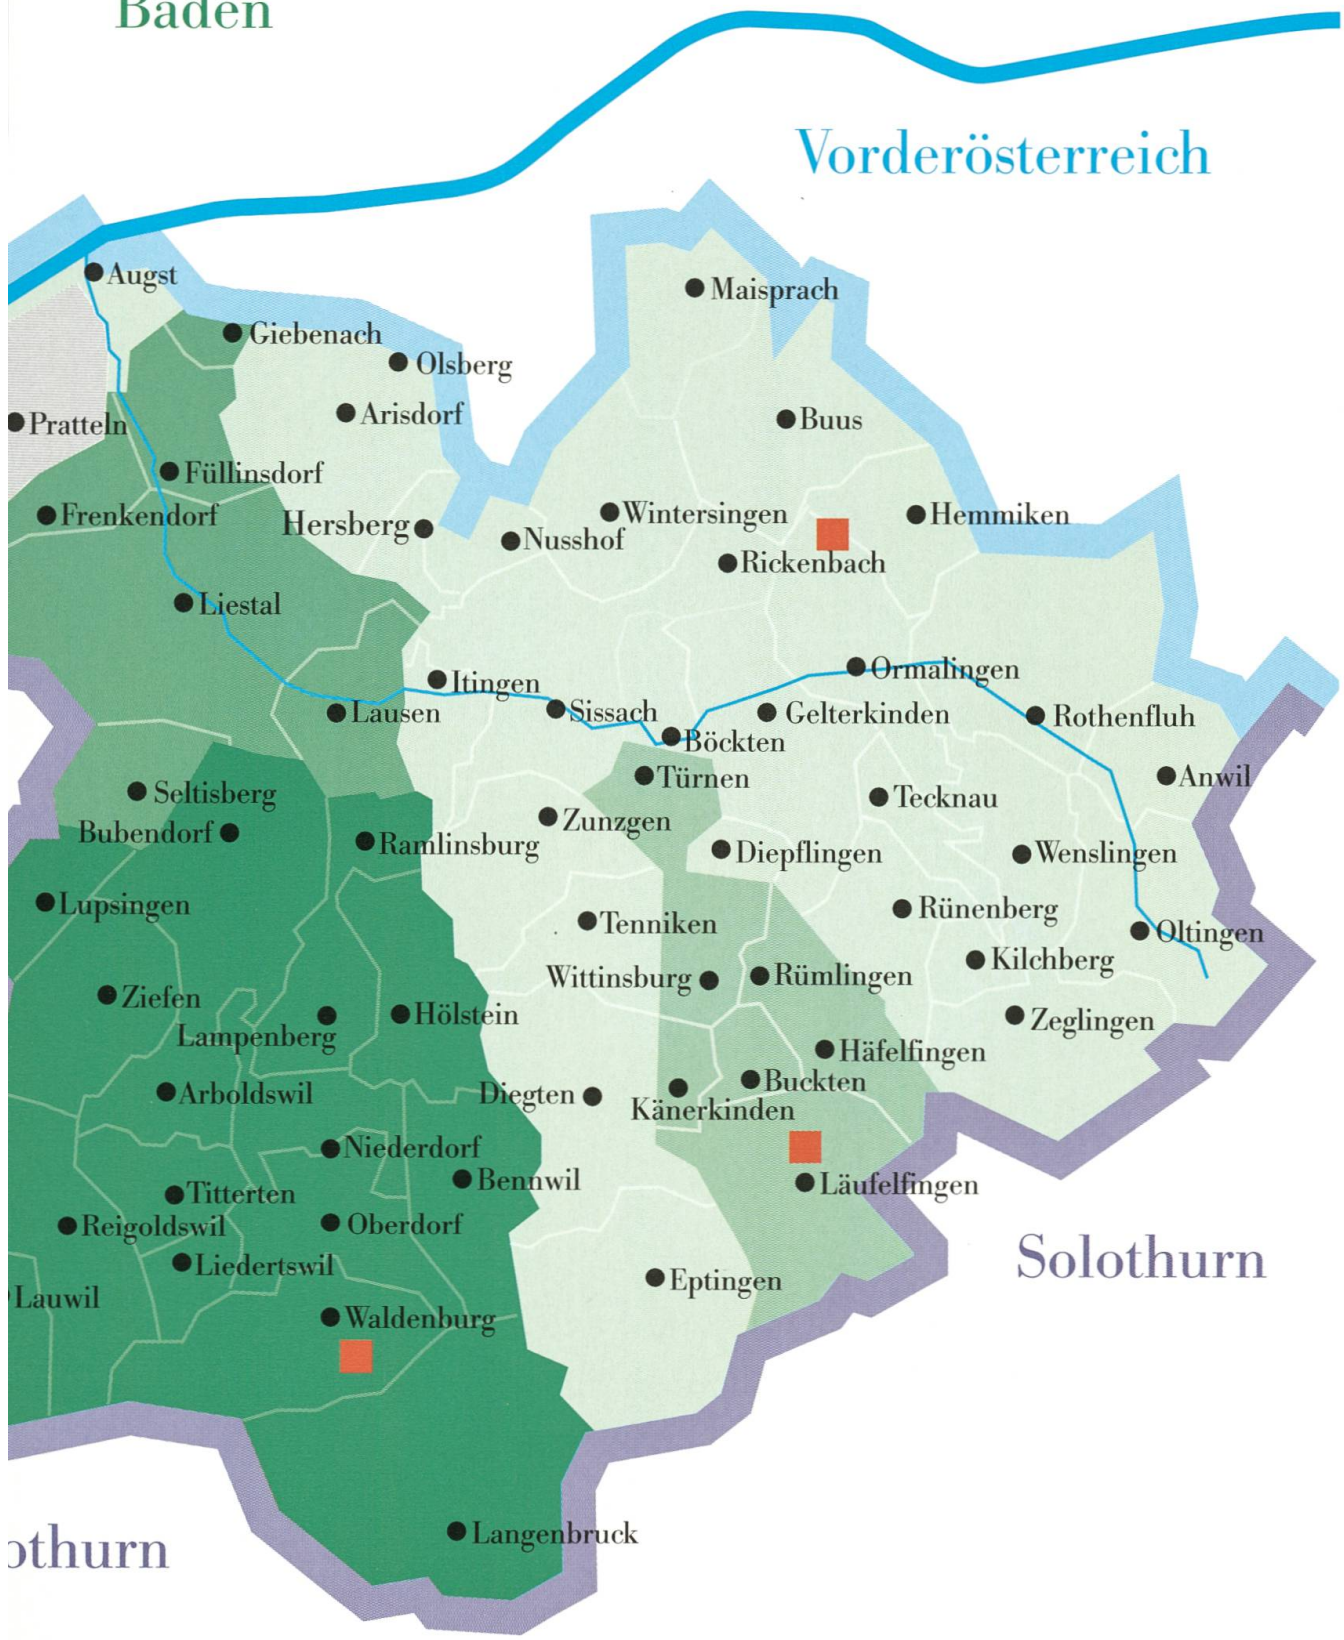 Baden
Vorderösterreich
Augst
Maisprach
Giebenach
Olsberg
Arisdorf
Buus
Pratteln
Füllinsdorf
Frenkendorf
Hersberg
Nusshof
Wintersingen
Hemmiken
Rickenbach
Liestal
Itingen
Ormalingen
Lausen
Sissach
Gelterkinden
Rothenfluh
Böckten
Türnen
Anwil
Seltisberg
Tecknau
Zunzgen
Bubendorf
Ramlinsburg
Diepflingen
Wenslingen
Lupsingen
Tenniken
Rünenberg
Oltingen
Kilchberg
Wittinsburg
Rümlingen
Ziefen
Hölstein
Zeglingen
Lampenberg
Häfelfingen
Arboldswil
Diegten
Buckten
Känerkinden
Niederdorf
Bennwil
Läufelfingen
Titterten
Reigoldswil
Oberdorf
Liedertswil
Solothurn
Eptingen
Lauwil
Waldenburg
Langenbruck
othurn